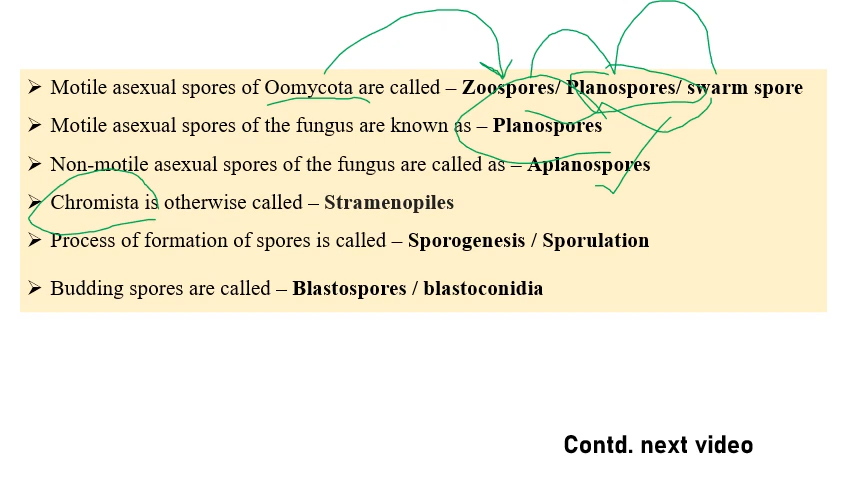 ➢ Motile asexual spores of Oomycota are called – Zoospores/ Planospores/ swarm spore
➢ Motile asexual spores of the fungus are known as – Planospores
➢ Non-motile asexual spores of the fungus are called as – Aplanospores
➢ Chromista is otherwise called – Stramenopiles
➢ Process of formation of spores is called – Sporogenesis / Sporulation
➢ Budding spores are called – Blastospores / blastoconidia
Contd. next video